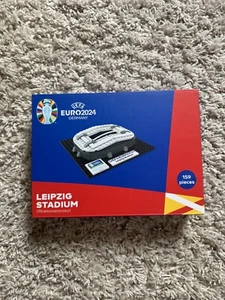 UEFA
EURO2024
GERMANY
159
pieces
LEIPZIG
STADIUM